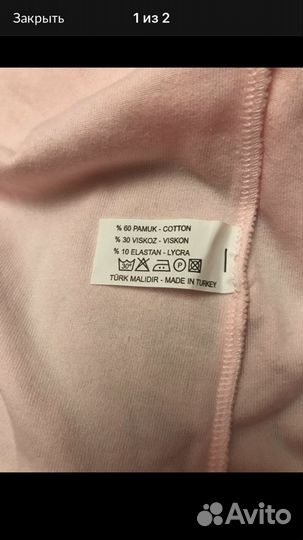 Закрыть 1 из 2
% 60 PAMUK - COTTON
% 30 VISKOZ - VISKON
% 10 ELASTAN - LYCRA
P
TÜRK MALIDIR - MADE IN TURKEY
Avito